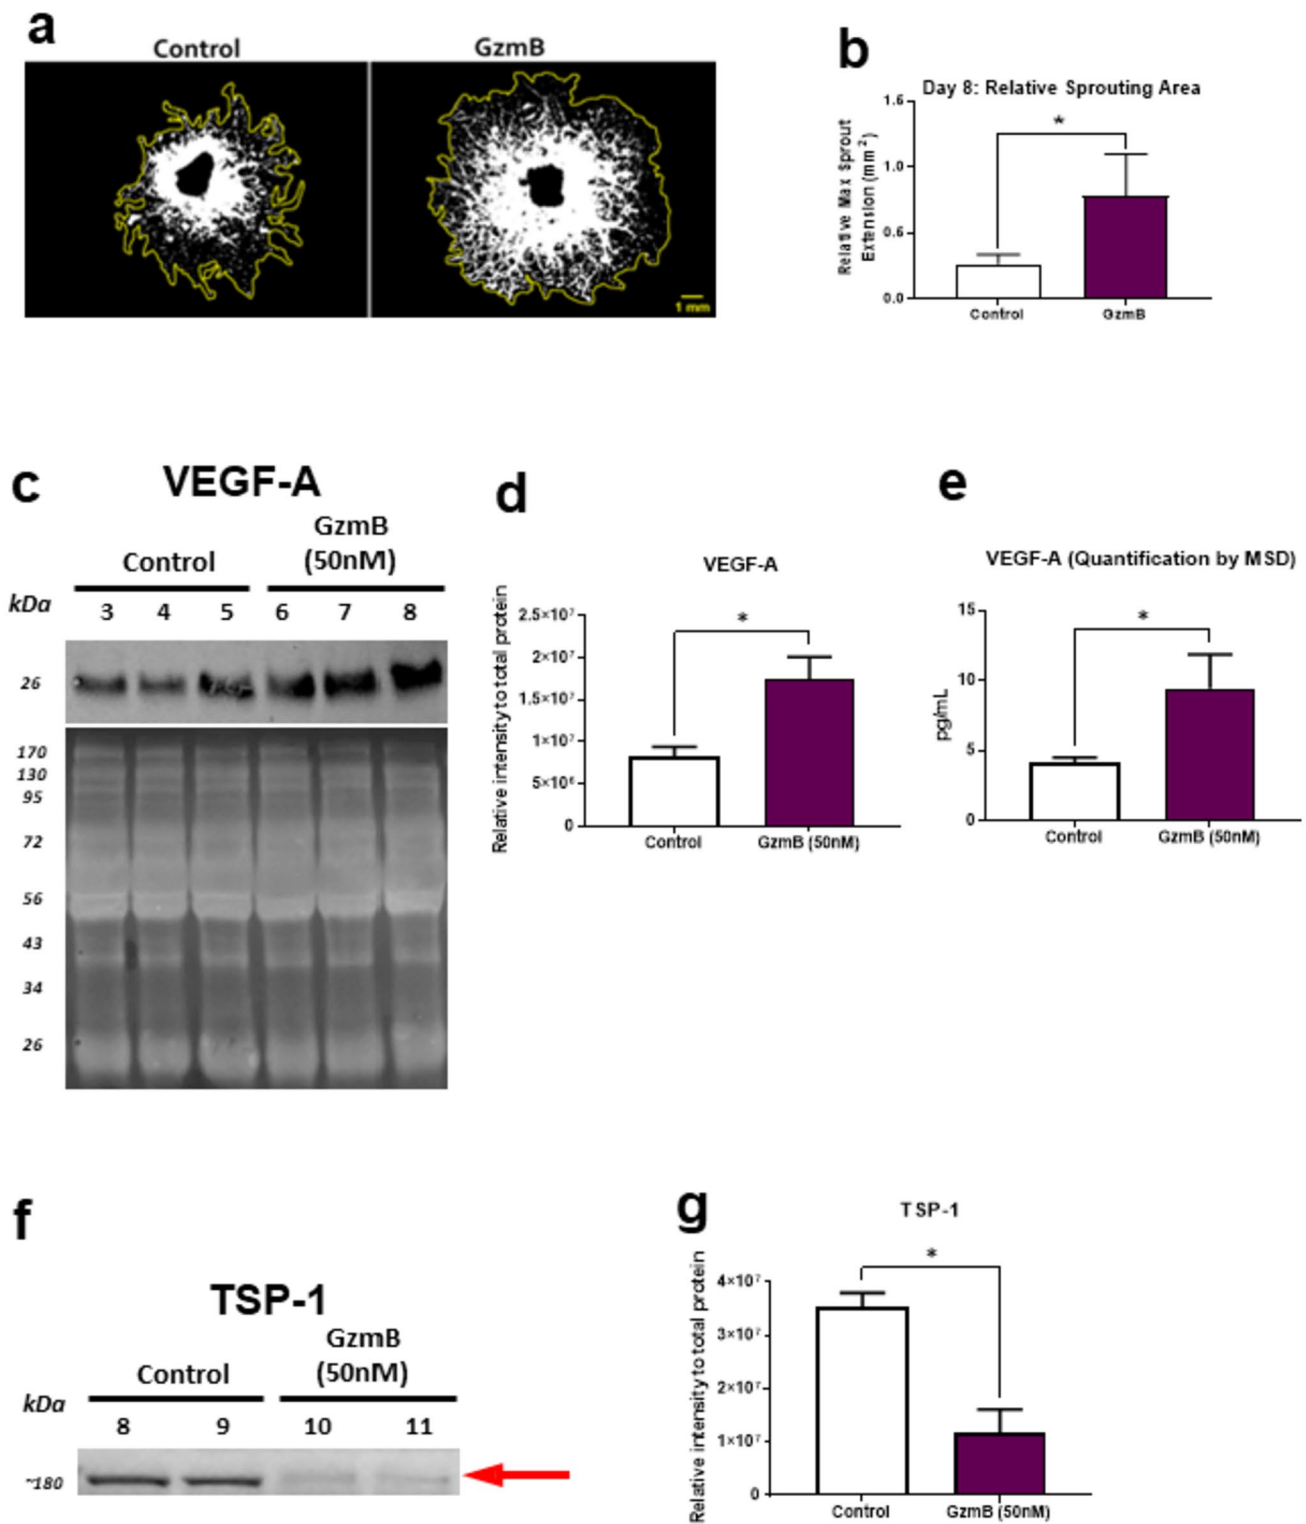 a
Control
GzmB
1 mm
b
Day 8: Relative Sprouting Area
Relative Max Sprout
Extension (mm²)
1.5
1.0
0.5
0.0
*
Control
GzmB
c
VEGF-A
Control
GzmB
(50nM)
kDa
3 4 5 6 7 8
26
170
130
95
72
56
43
34
26
d
VEGF-A
Relative intensity to total protein
2.5×10⁷
2×10⁷
1.5×10⁷
1×10⁷
5×10⁶
0
*
Control
GzmB (50nM)
e
VEGF-A (Quantification by MSD)
pg/mL
15
10
5
0
*
Control
GzmB (50nM)
f
TSP-1
Control
GzmB
(50nM)
kDa
8 9 10 11
~180
g
TSP-1
Relative intensity to total protein
4×10⁷
3×10⁷
2×10⁷
1×10⁷
0
*
Control
GzmB (50nM)